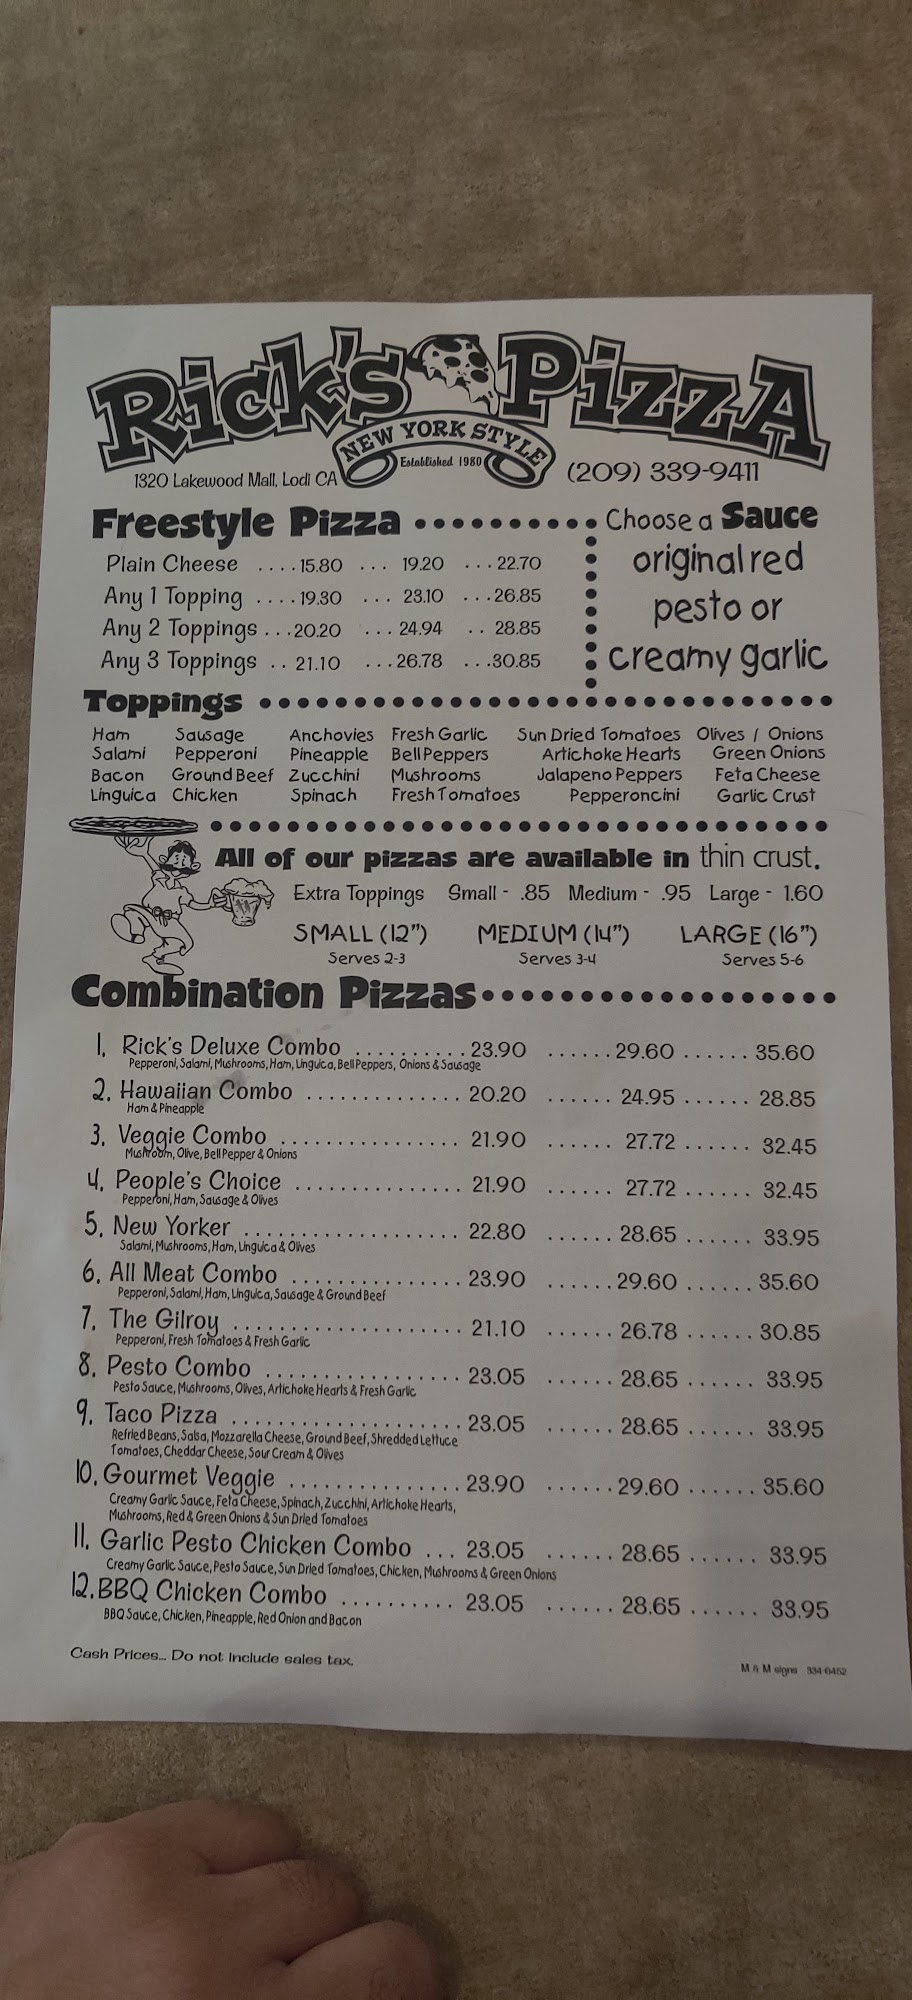 Rick's Pizza
NEW YORK STYLE
Established 1980
1320 Lakewood Mall, Lodi CA
(209) 339-9411
Freestyle Pizza
Plain Cheese ....15.80 ... 19.20 ...22.70
Any 1 Topping ....19.30 ... 23.10 ...26.85
Any 2 Toppings ...20.20 ...24.94 .. 28.85
Any 3 Toppings .. 21.10 ...26.78 ...30.85
Choose a Sauce
original red
pesto or
creamy garlic
Toppings
Ham Sausage Anchovies Fresh Garlic Sun Dried Tomatoes Olives / Onions
Salami Pepperoni Pineapple Bell Peppers Artichoke Hearts Green Onions
Bacon Ground Beef Zucchini Mushrooms Jalapeno Peppers Feta Cheese
Linguica Chicken Spinach Fresh Tomatoes Pepperoncini Garlic Crust
All of our pizzas are available in thin crust.
Extra Toppings Small - .85 Medium - .95 Large - 1.60
SMALL (12") MEDIUM (14") LARGE (16")
Serves 2-3 Serves 3-4 Serves 5-6
Combination Pizzas
1. Rick's Deluxe Combo ..........23.90 ......29.60 ...... 35.60
Pepperoni, Salami, Mushrooms, Ham, Linguica, Bell Peppers, Onions & Sausage
2. Hawaiian Combo .............. 20.20 ...... 24.95 ...... 28.85
Ham & Pineapple
3. Veggie Combo ................ 21.90 ...... 27.72 ...... 32.45
Mushroom, Olive, Bell Pepper & Onions
4. People's Choice ............... 21.90 ...... 27.72 ...... 32.45
Pepperoni, Ham, Sausage & Olives
5. New Yorker .................... 22.80 ...... 28.65 ...... 33.95
Salami, Mushrooms, Ham, Linguica & Olives
6. All Meat Combo ................ 23.90 ......29.60 ...... 35.60
Pepperoni, Salami, Ham, Linguica, Sausage & Ground Beef
7. The Gilroy ..................... 21.10 ...... 26.78 ...... 30.85
Pepperoni, Fresh Tomatoes & Fresh Garlic
8. Pesto Combo .................. 23.05 ...... 28.65 ...... 33.95
Pesto Sauce, Mushrooms, Olives, Artichoke Hearts & Fresh Garlic
9. Taco Pizza .....................23.05 ...... 28.65 ...... 33.95
Refried Beans, Salsa, Mozzarella Cheese, Ground Beef, Shredded Lettuce
Tomatoes, Cheddar Cheese, Sour Cream & Olives
10. Gourmet Veggie ................ 23.90 ......29.60 ...... 35.60
Creamy Garlic Sauce, Feta Cheese, Spinach, Zucchini, Artichoke Hearts,
Mushrooms, Red & Green Onions & Sun Dried Tomatoes
11. Garlic Pesto Chicken Combo ... 23.05 ...... 28.65 ...... 33.95
Creamy Garlic Sauce, Pesto Sauce, Sun Dried Tomatoes, Chicken, Mushrooms & Green Onions
12. BBQ Chicken Combo .......... 23.05 ...... 28.65 ...... 33.95
BBQ Sauce, Chicken, Pineapple, Red Onion and Bacon
Cash Prices... Do not include sales tax.
M & M signs 334-6452